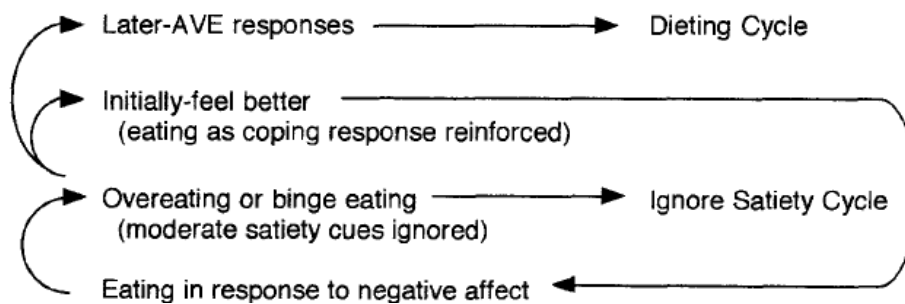 Later-AVE responses Dieting Cycle
Initially-feel better
(eating as coping response reinforced)
Overeating or binge eating Ignore Satiety Cycle
(moderate satiety cues ignored)
Eating in response to negative affect